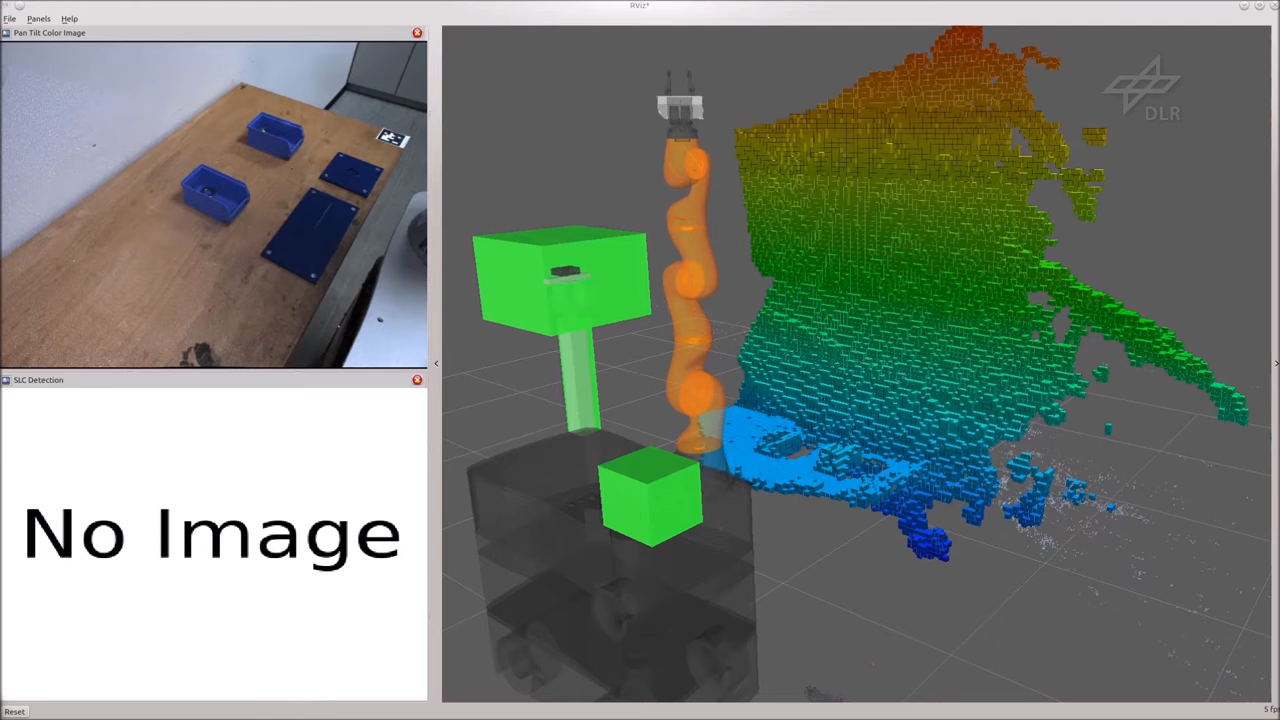 RViz*
File Panels Help
Pan Tilt Color Image
DLR
SLC Detection
No Image
Reset